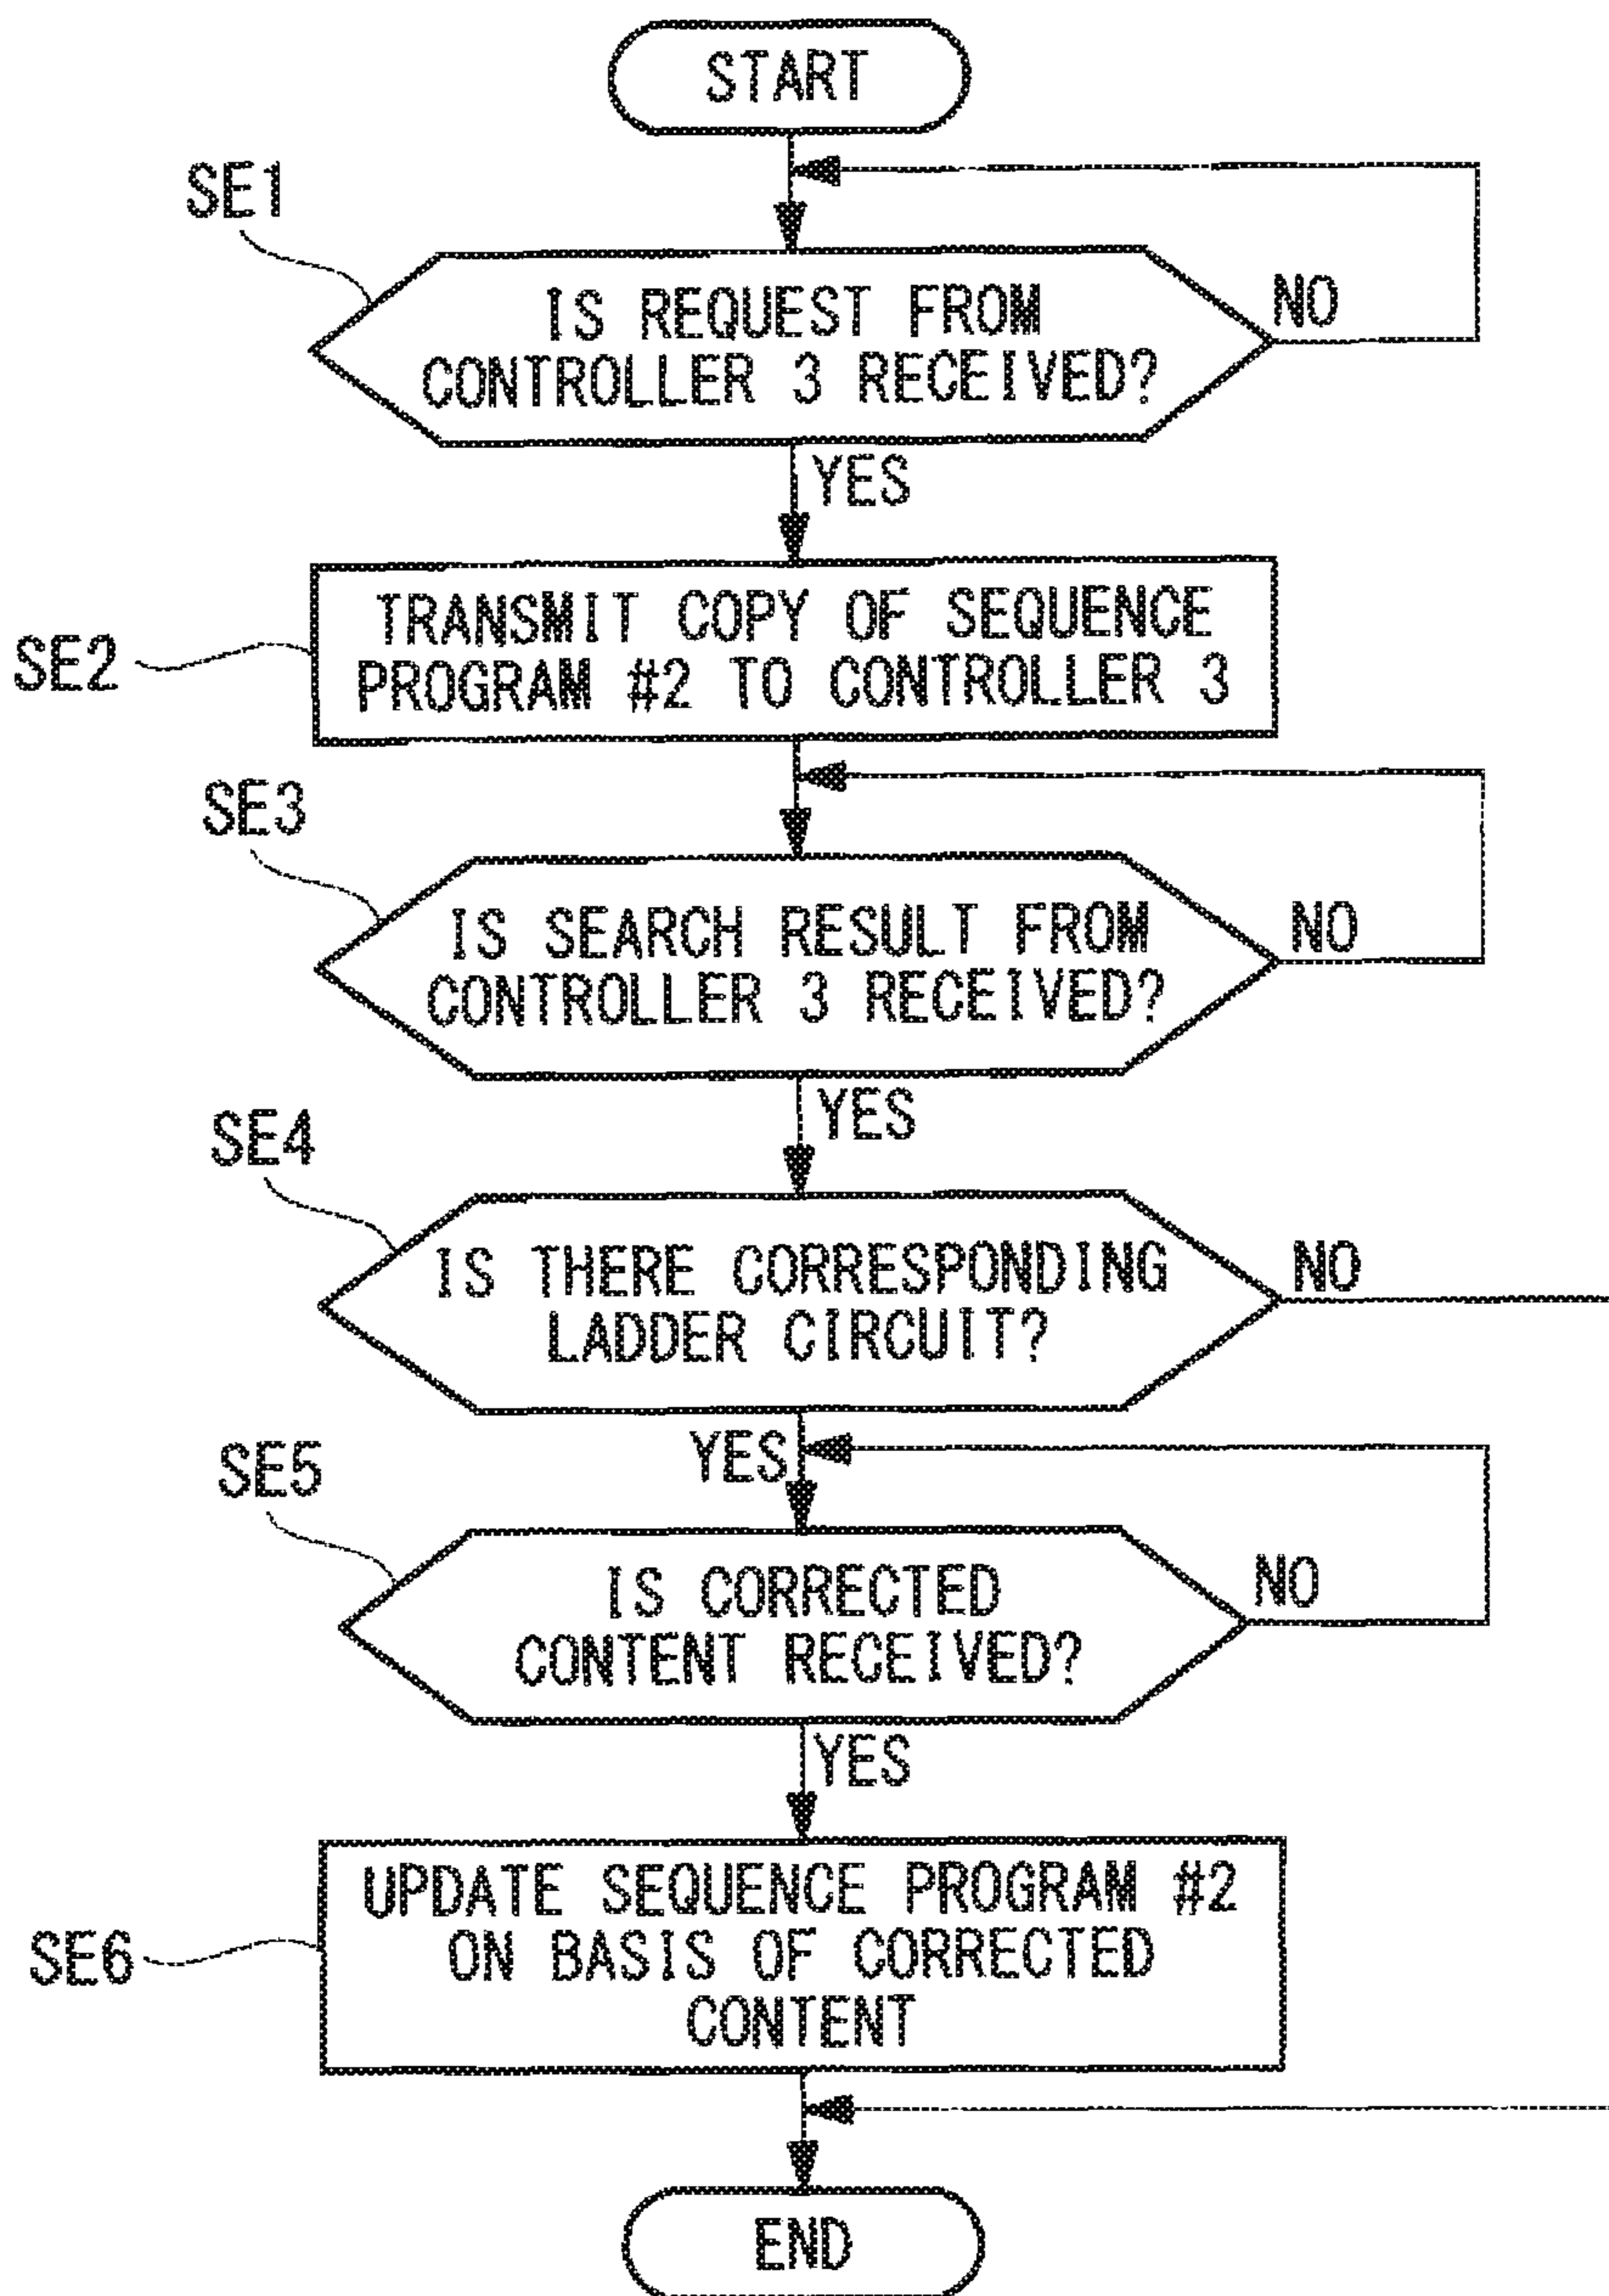 START
SE1
IS REQUEST FROM
CONTROLLER 3 RECEIVED?
NO
YES
SE2
TRANSMIT COPY OF SEQUENCE
PROGRAM #2 TO CONTROLLER 3
SE3
IS SEARCH RESULT FROM
CONTROLLER 3 RECEIVED?
NO
YES
SE4
IS THERE CORRESPONDING
LADDER CIRCUIT?
NO
YES
SE5
IS CORRECTED
CONTENT RECEIVED?
NO
YES
SE6
UPDATE SEQUENCE PROGRAM #2
ON BASIS OF CORRECTED
CONTENT
END